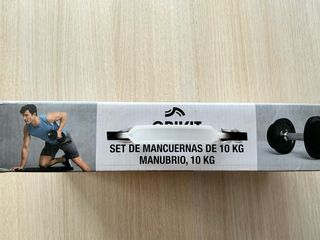 SET DE MANCUERNAS DE 10 KG
MANUBRIO, 10 KG